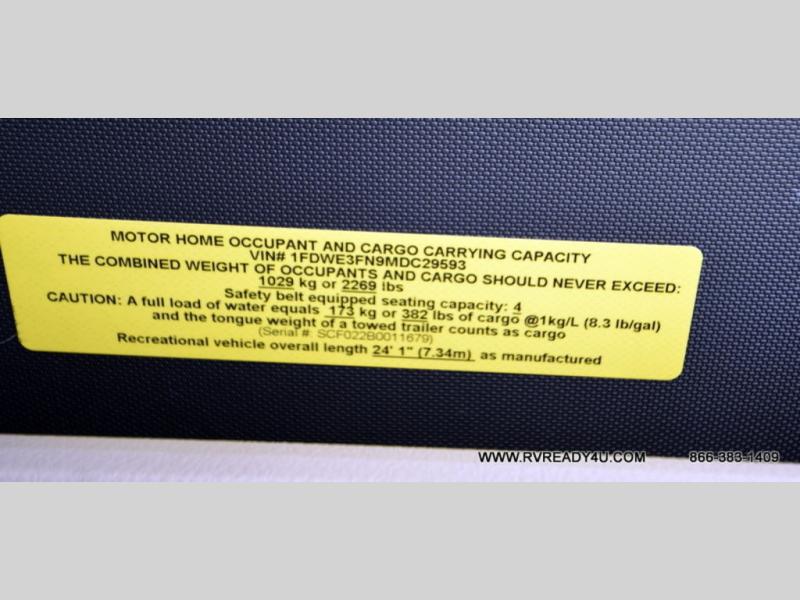 MOTOR HOME OCCUPANT AND CARGO CARRYING CAPACITY
VIN# 1FDWE3FN9MDC29593
THE COMBINED WEIGHT OF OCCUPANTS AND CARGO SHOULD NEVER EXCEED:
1029 kg or 2269 lbs
Safety belt equipped seating capacity: 4
CAUTION: A full load of water equals 173 kg or 382 lbs of cargo @1kg/L (8.3 lb/gal)
and the tongue weight of a towed trailer counts as cargo
(Serial #: SCF022B0011679)
Recreational vehicle overall length 24' 1" (7.34m) as manufactured
WWW.RVREADY4U.COM 866-383-1409